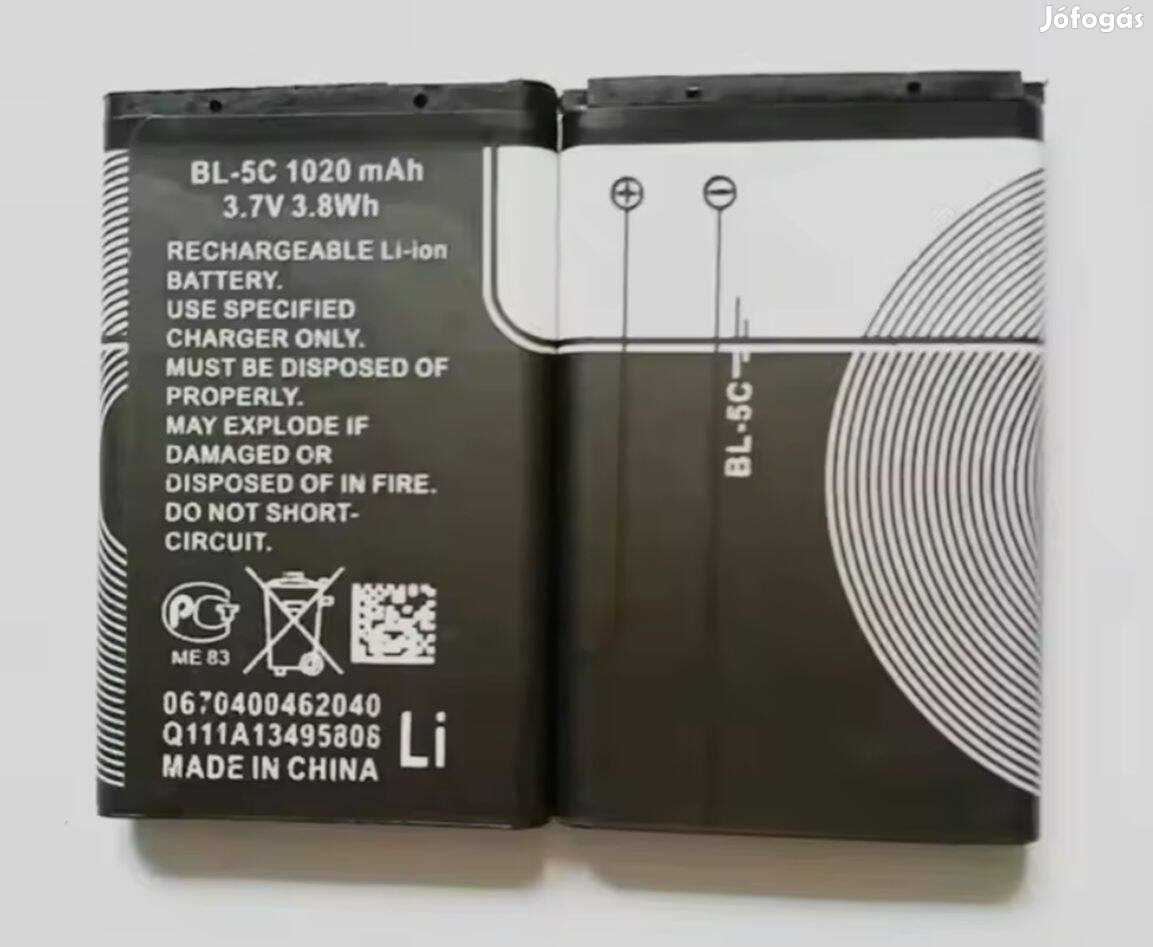 Jófogás
BL-5C 1020 mAh
3.7V 3.8Wh
RECHARGEABLE Li-ion
BATTERY.
USE SPECIFIED
CHARGER ONLY.
MUST BE DISPOSED OF
PROPERLY.
MAY EXPLODE IF
DAMAGED OR
DISPOSED OF IN FIRE.
DO NOT SHORT-
CIRCUIT.
ME 83
0670400462040
Q111A13495806
Li
MADE IN CHINA
+ −
BL-5C